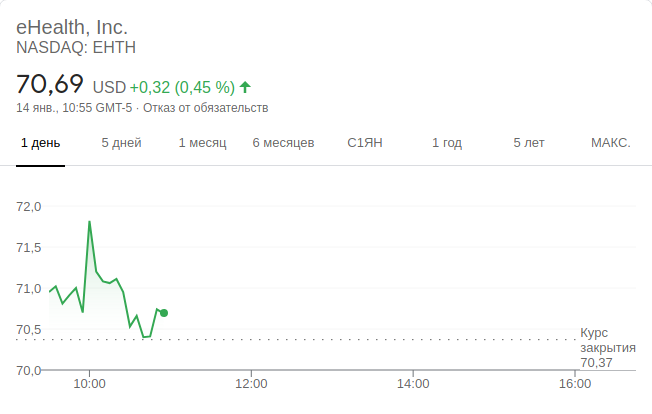 eHealth, Inc.
NASDAQ: EHTH
70,69 USD +0,32 (0,45 %)
14 янв., 10:55 GMT-5 · Отказ от обязательств
1 день 5 дней 1 месяц 6 месяцев С1ЯН 1 год 5 лет МАКС.
72,0
71,5
71,0
70,5
Курс
закрытия
70,37
70,0
10:00 12:00 14:00 16:00